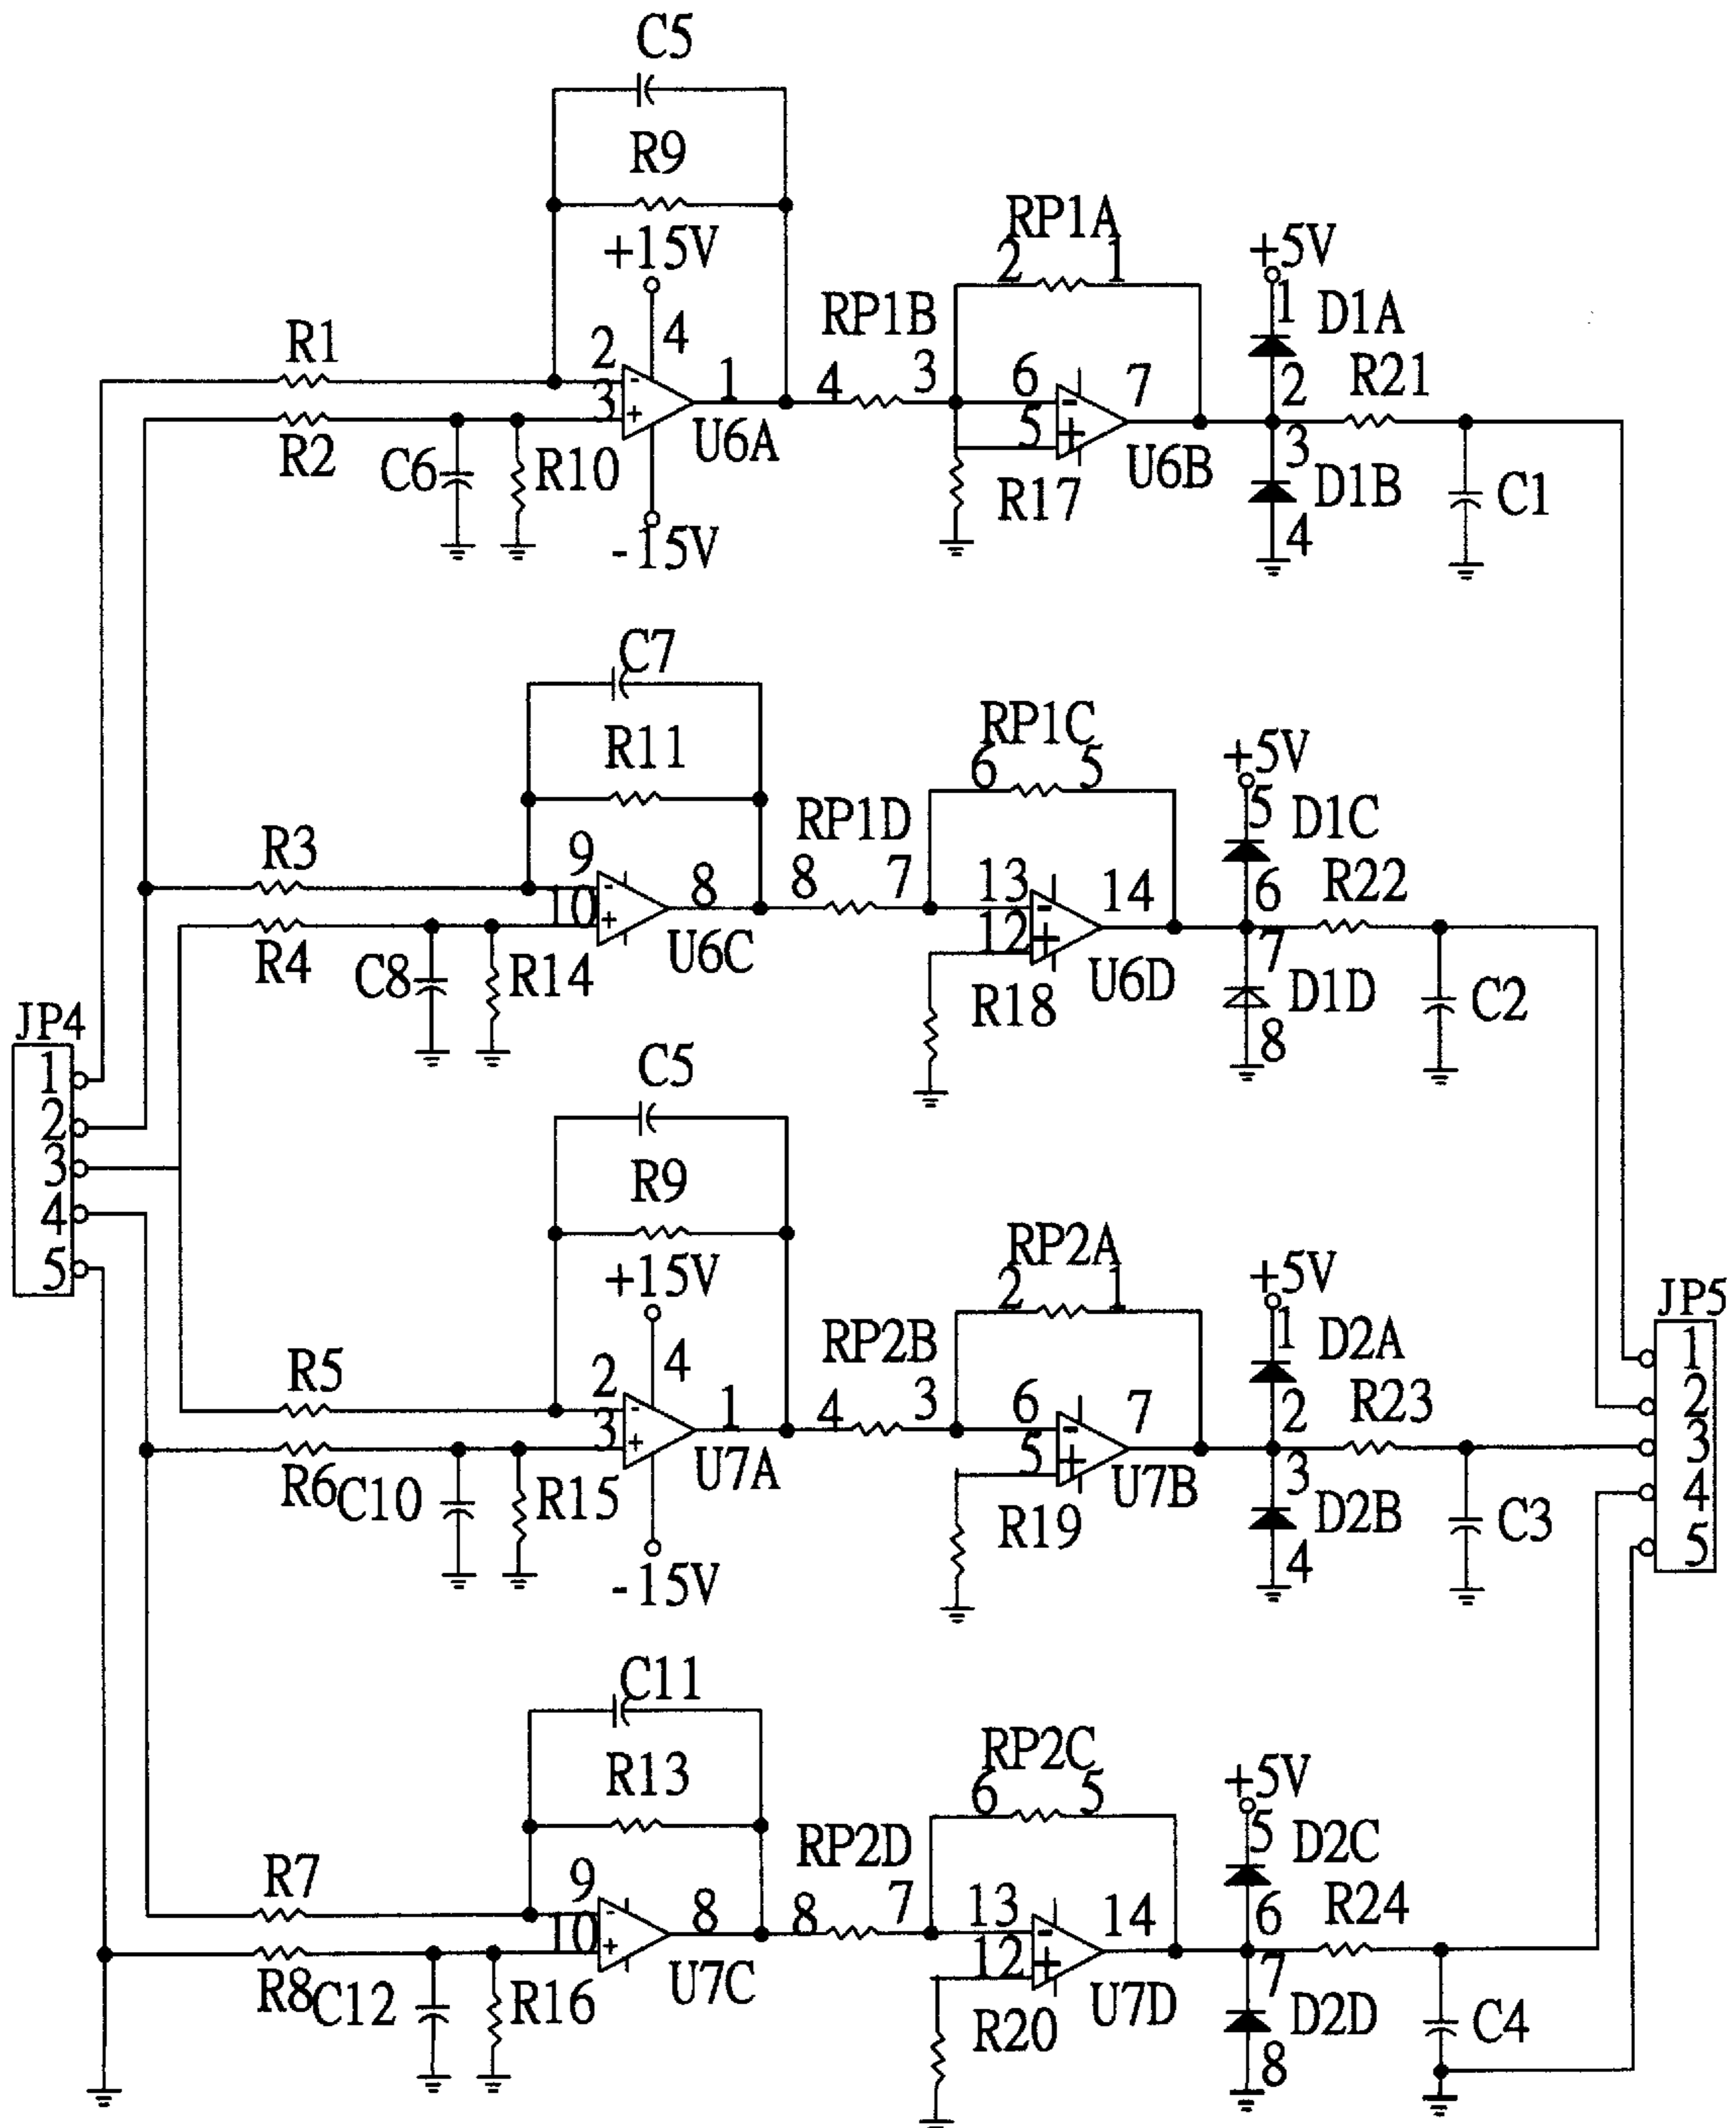 C5
R9
+15V
RP1A
2 1
+5V
1 D1A
R1
2 4
RP1B
3
R21
3 1 4
6 7 2
R2
C6
R10
U6A
5
U6B
3
R17
D1B
C1
-15V
4
C7
R11
RP1C
6 5
+5V
5 D1C
R3
9
RP1D
R22
10 8 8 7
13 14 6
R4
C8
R14
U6C
12
R18
U6D
7
D1D
C2
8
JP4
1
2
3
4
5
C5
R9
+15V
RP2A
2 1
+5V
1 D2A
JP5
1
2
3
4
5
R5
2 4
RP2B
3
R23
3 1 4
6 7 2
R6
C10
R15
U7A
5
U7B
3
R19
D2B
C3
-15V
4
C11
R13
RP2C
6 5
+5V
5 D2C
R7
9
RP2D
R24
10 8 8 7
13 14 6
R8
C12
R16
U7C
12
R20
U7D
7
D2D
C4
8